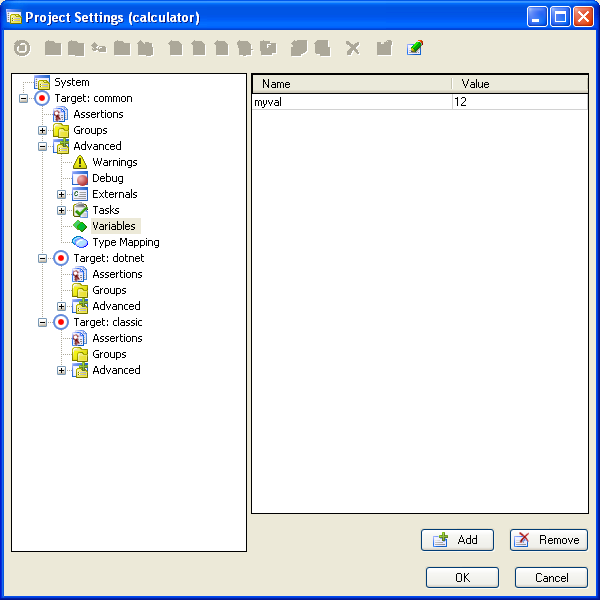 Project Settings (calculator)
System
Target: common
Assertions
Groups
Advanced
Warnings
Debug
Externals
Tasks
Variables
Type Mapping
Target: dotnet
Assertions
Groups
Advanced
Target: classic
Assertions
Groups
Advanced
Name Value
myval 12
Add Remove
OK Cancel